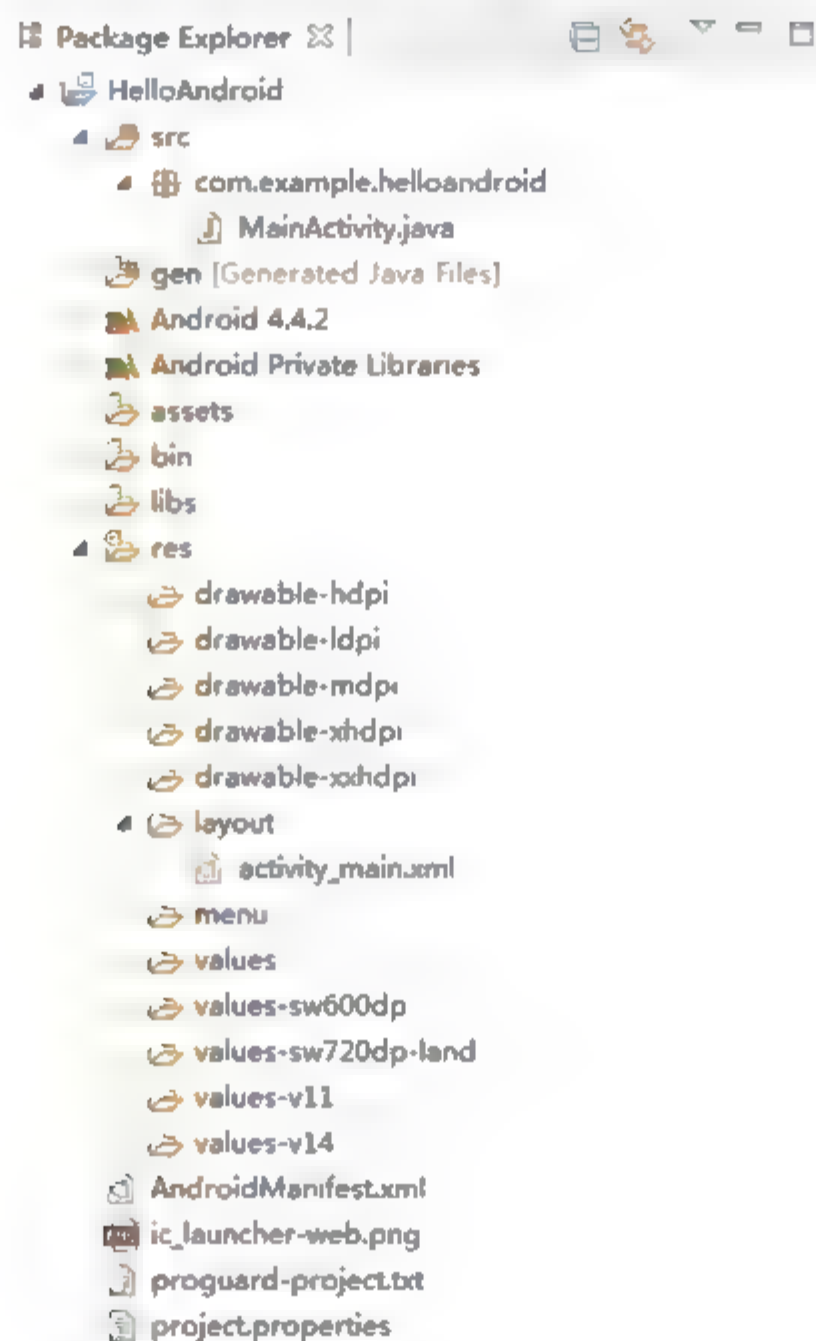 Package Explorer
HelloAndroid
src
com.example.helloandroid
MainActivity.java
gen [Generated Java Files]
Android 4.4.2
Android Private Libraries
assets
bin
libs
res
drawable-hdpi
drawable-ldpi
drawable-mdpi
drawable-xhdpi
drawable-xxhdpi
layout
activity_main.xml
menu
values
values-sw600dp
values-sw720dp-land
values-v11
values-v14
AndroidManifest.xml
ic_launcher-web.png
proguard-project.txt
project.properties